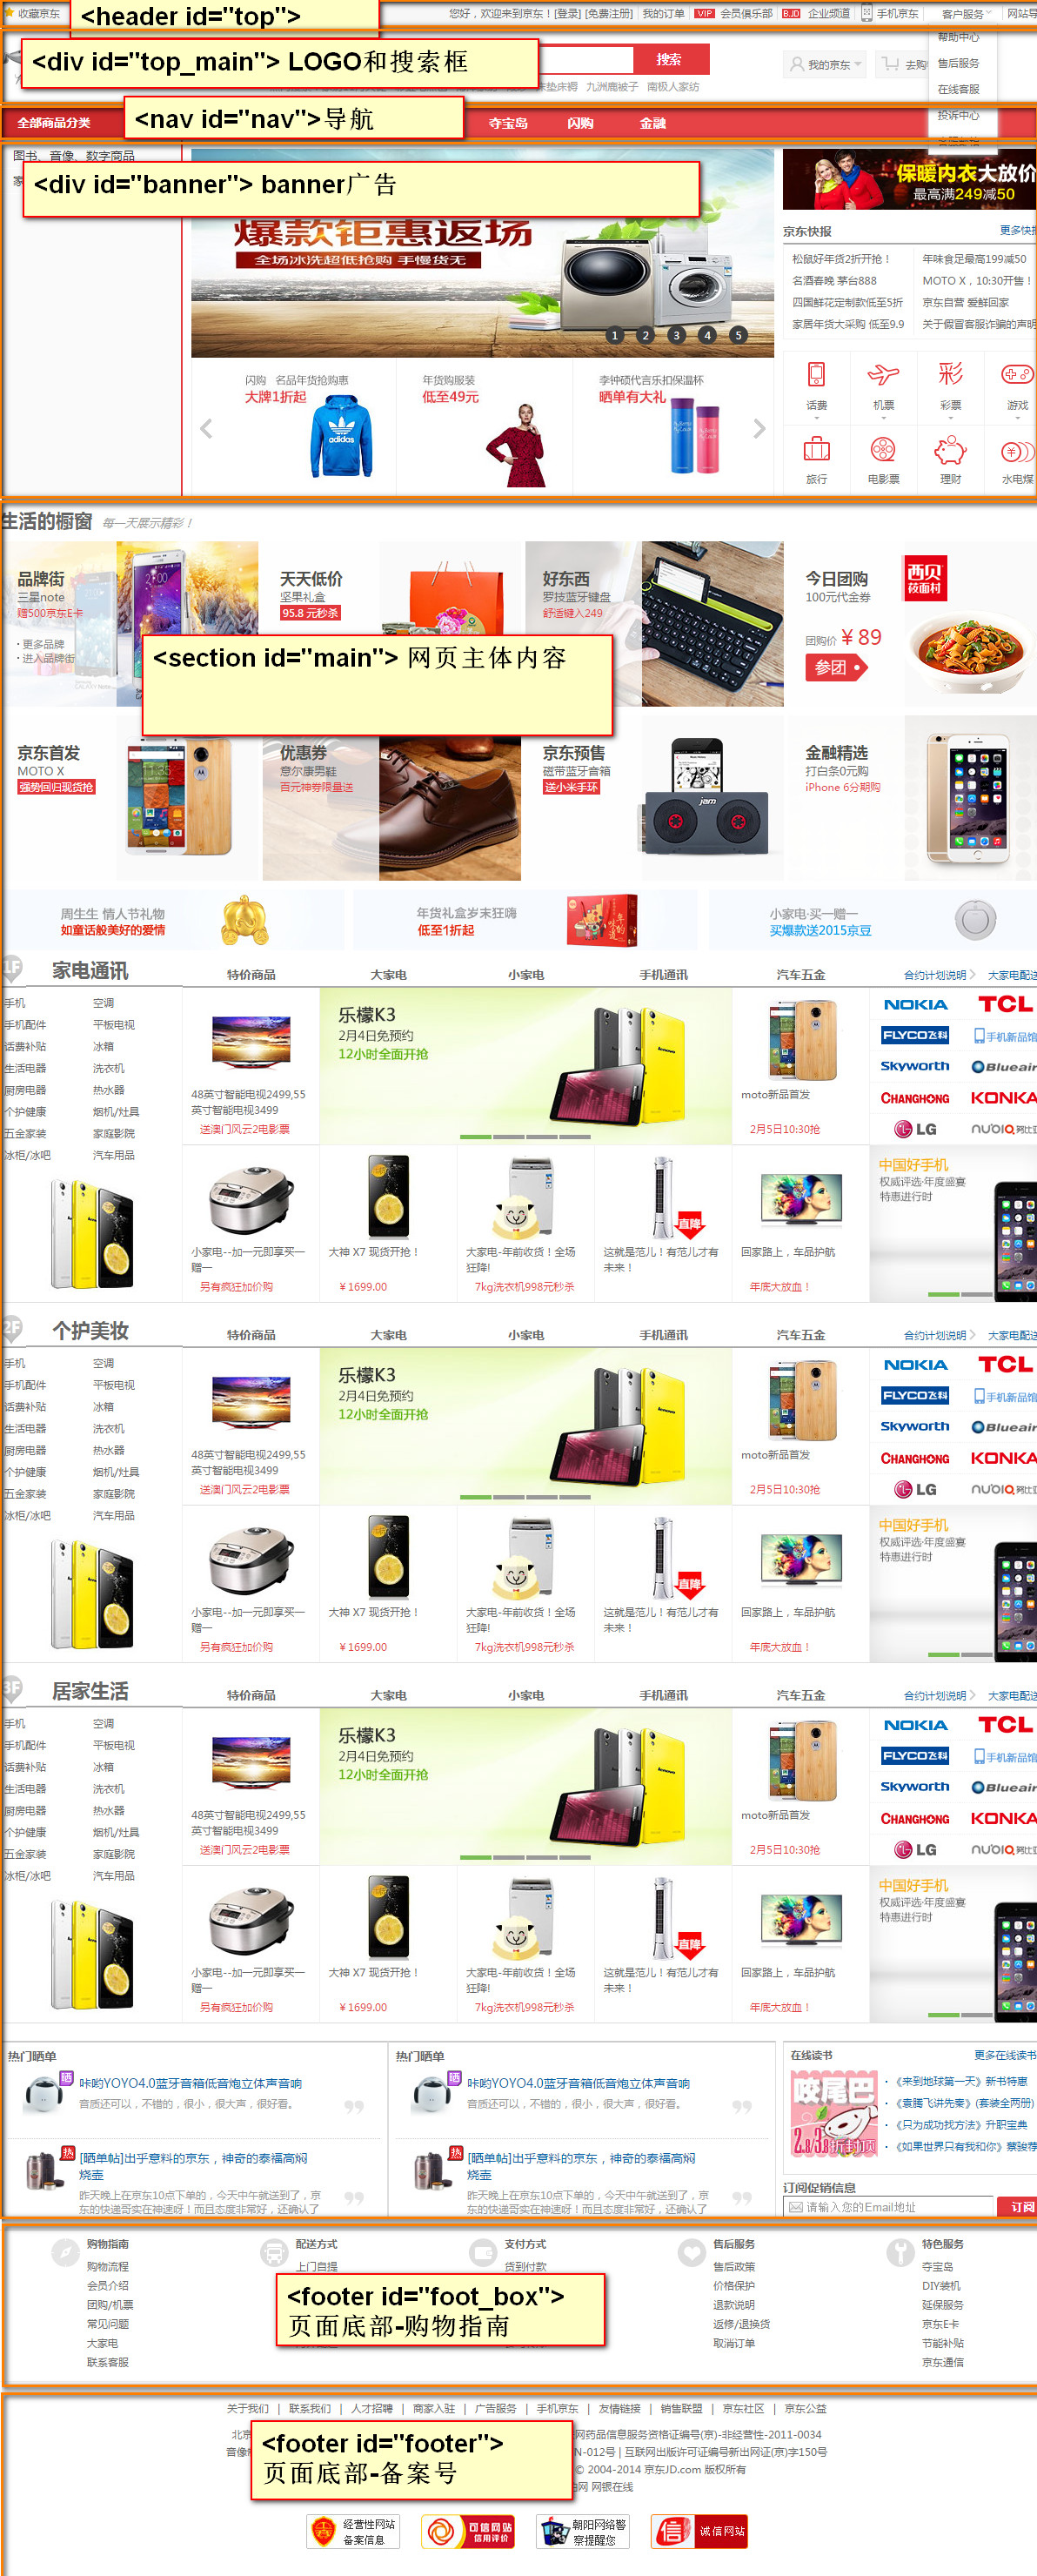 收藏京东
<header id="top">
您好，欢迎来到京东！[登录] [免费注册] 我的订单 VIP 会员俱乐部 BJD 企业频道 手机京东 客户服务 网站导
帮助中心
售后服务
在线客服
投诉中心
<div id="top_main"> LOGO和搜索框
搜索
我的京东
去购
床垫床褥 九洲鹿被子 南极人家纺
全部商品分类
<nav id="nav">导航
夺宝岛 闪购 金融
图书、音像、数字商品
家
<div id="banner"> banner广告
爆款钜惠返场
全场冰洗超低抢购 手慢货无
1 2 3 4 5
保暖内衣大放价
最高满249减50
京东快报 更多快报
松鼠好年货2折开抢！ 年味食足最高199减50
名酒春晚 茅台888 MOTO X，10:30开售！
四国鲜花定制款低至5折 京东自营 爱鲜回家
家居年货大采购 低至9.9 关于假冒客服诈骗的声明
闪购 名品年货抢购惠
大牌1折起
adidas
年货购服装
低至49元
李钟硕代言乐扣保温杯
晒单有大礼
彩
话费 机票 彩票 游戏
旅行 电影票 理财 水电煤
生活的橱窗 每一天展示精彩！
品牌街
三星note
赠500京东E卡
· 更多品牌
· 进入品牌街
天天低价
坚果礼盒
95.8 元秒杀
好东西
罗技蓝牙键盘
舒适键入249
今日团购
100元代金券
团购价 ¥ 89
参团
西贝
莜面村
<section id="main"> 网页主体内容
京东首发
MOTO X
强势回归现货抢
优惠券
意尔康男鞋
百元神券限量送
京东预售
磁带蓝牙音箱
送小米手环
jam
金融精选
打白条0元购
iPhone 6分期购
周生生 情人节礼物
如童话般美好的爱情
年货礼盒岁末狂嗨
低至1折起
小家电·买一赠一
买爆款送2015京豆
1F 家电通讯 特价商品 大家电 小家电 手机通讯 汽车五金 合约计划说明 大家电配送
手机 空调
手机配件 平板电视
话费补贴 冰箱
生活电器 洗衣机
厨房电器 热水器
个护健康 烟机/灶具
五金家装 家庭影院
冰柜/冰吧 汽车用品
48英寸智能电视2499,55
英寸智能电视3499
送澳门风云2电影票
乐檬K3
2月4日免预约
12小时全面开抢
moto新品首发
2月5日10:30抢
NOKIA TCL
FLYCO飞科 手机新品馆
Skyworth Blueair
CHANGHONG KONKA
LG nubia努比亚
小家电--加一元即享买一
赠一
另有疯狂加价购
大神 X7 现货开抢！
¥ 1699.00
大家电-年前收货！全场
狂降!
7kg洗衣机998元秒杀
直降
这就是范儿！有范儿才有
未来！
回家路上，车品护航
年底大放血！
中国好手机
权威评选·年度盛宴
特惠进行时
2F 个护美妆 特价商品 大家电 小家电 手机通讯 汽车五金 合约计划说明 大家电配送
手机 空调
手机配件 平板电视
话费补贴 冰箱
生活电器 洗衣机
厨房电器 热水器
个护健康 烟机/灶具
五金家装 家庭影院
冰柜/冰吧 汽车用品
48英寸智能电视2499,55
英寸智能电视3499
送澳门风云2电影票
乐檬K3
2月4日免预约
12小时全面开抢
moto新品首发
2月5日10:30抢
NOKIA TCL
FLYCO飞科 手机新品馆
Skyworth Blueair
CHANGHONG KONKA
LG nubia努比亚
小家电--加一元即享买一
赠一
另有疯狂加价购
大神 X7 现货开抢！
¥ 1699.00
大家电-年前收货！全场
狂降!
7kg洗衣机998元秒杀
直降
这就是范儿！有范儿才有
未来！
回家路上，车品护航
年底大放血！
中国好手机
权威评选·年度盛宴
特惠进行时
3F 居家生活 特价商品 大家电 小家电 手机通讯 汽车五金 合约计划说明 大家电配送
手机 空调
手机配件 平板电视
话费补贴 冰箱
生活电器 洗衣机
厨房电器 热水器
个护健康 烟机/灶具
五金家装 家庭影院
冰柜/冰吧 汽车用品
48英寸智能电视2499,55
英寸智能电视3499
送澳门风云2电影票
乐檬K3
2月4日免预约
12小时全面开抢
moto新品首发
2月5日10:30抢
NOKIA TCL
FLYCO飞科 手机新品馆
Skyworth Blueair
CHANGHONG KONKA
LG nubia努比亚
小家电--加一元即享买一
赠一
另有疯狂加价购
大神 X7 现货开抢！
¥ 1699.00
大家电-年前收货！全场
狂降!
7kg洗衣机998元秒杀
直降
这就是范儿！有范儿才有
未来！
回家路上，车品护航
年底大放血！
中国好手机
权威评选·年度盛宴
特惠进行时
热门晒单
晒
咔哟YOYO4.0蓝牙音箱低音炮立体声音响
音质还可以，不错的，很小，很大声，很好看。
热
[晒单帖]出乎意料的京东，神奇的泰福高焖
烧壶
昨天晚上在京东10点下单的，今天中午就送到了，京
东的快递哥实在神速呀！而且态度非常好，还确认了
热门晒单
晒
咔哟YOYO4.0蓝牙音箱低音炮立体声音响
音质还可以，不错的，很小，很大声，很好看。
热
[晒单帖]出乎意料的京东，神奇的泰福高焖
烧壶
昨天晚上在京东10点下单的，今天中午就送到了，京
东的快递哥实在神速呀！而且态度非常好，还确认了
在线读书 更多在线读书
咬尾巴
· 《来到地球第一天》新书特惠
· 《袁腾飞讲先秦》(套装全两册)
· 《只为成功找方法》升职宝典
· 《如果世界只有我和你》蔡骏荐
订阅促销信息
请输入您的Email地址 订阅
购物指南 配送方式 支付方式 售后服务 特色服务
购物流程 上门自提 货到付款 售后政策 夺宝岛
会员介绍 价格保护 DIY装机
团购/机票 退款说明 延保服务
常见问题 返修/退换货 京东E卡
大家电 取消订单 节能补贴
联系客服 京东通信
<footer id="foot_box">
页面底部-购物指南
关于我们 | 联系我们 | 人才招聘 | 商家入驻 | 广告服务 | 手机京东 | 友情链接 | 销售联盟 | 京东社区 | 京东公益
北京 网药品信息服务资格证编号(京)-非经营性-2011-0034
音像 N-012号 | 互联网出版许可证编号新出网证(京)字150号
© 2004-2014 京东JD.com 版权所有
网 网银在线
<footer id="footer">
页面底部-备案号
经营性网站
备案信息
可信网站
信用评价
朝阳网络警
察提醒您
信 诚信网站